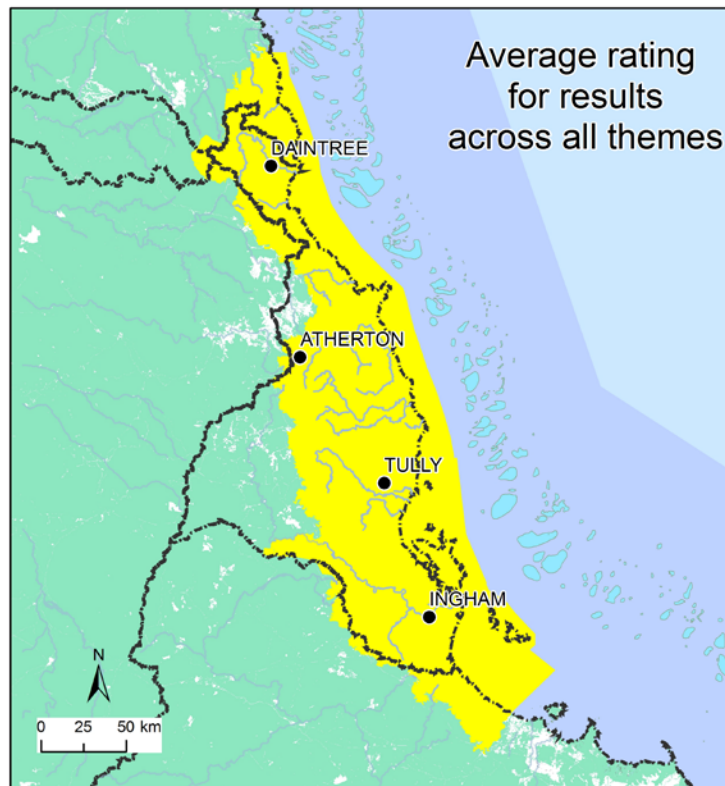 Average rating
for results
across all themes
DAINTREE
ATHERTON
TULLY
INGHAM
N
0 25 50 km